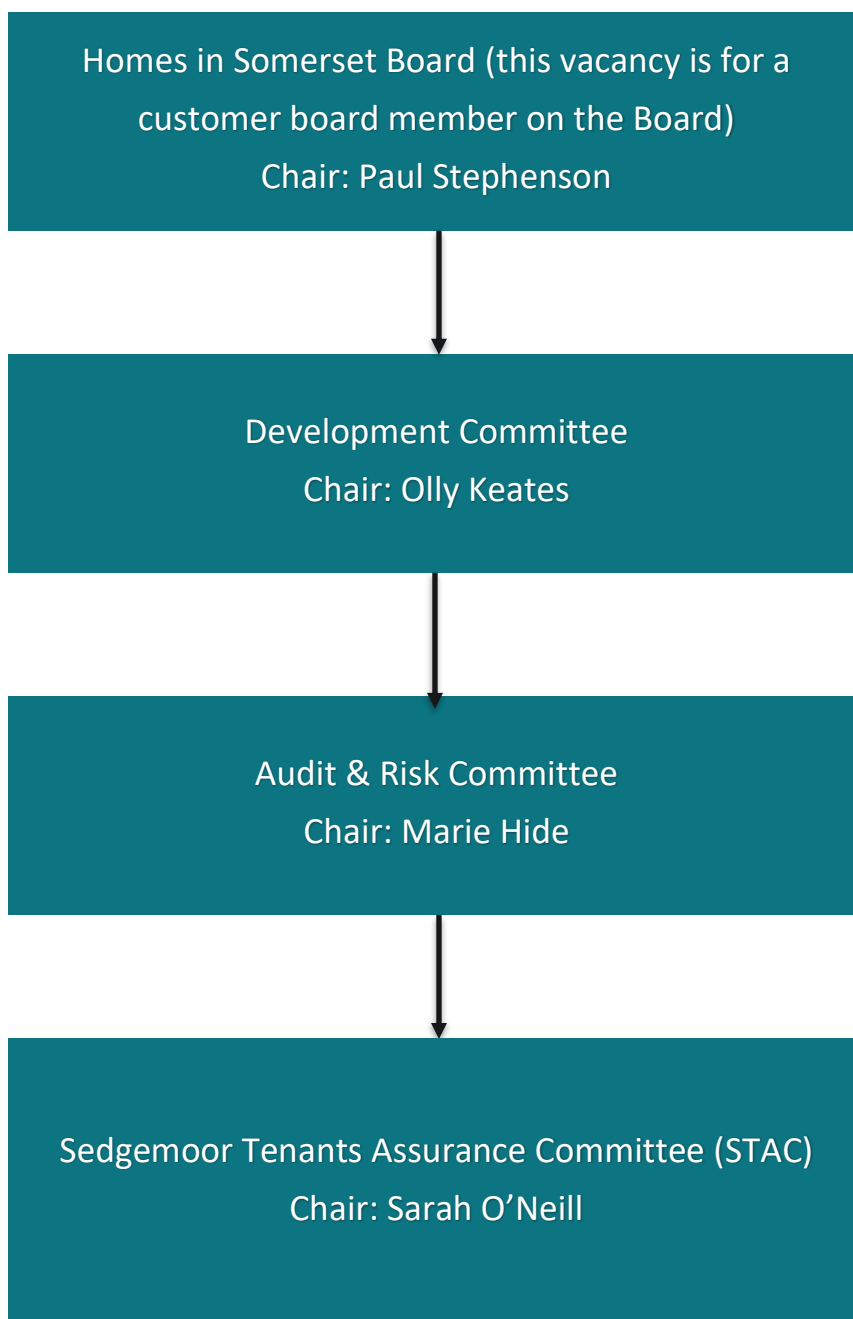 Homes in Somerset Board (this vacancy is for a
customer board member on the Board)
Chair: Paul Stephenson
Development Committee
Chair: Olly Keates
Audit & Risk Committee
Chair: Marie Hide
Sedgemoor Tenants Assurance Committee (STAC)
Chair: Sarah O’Neill